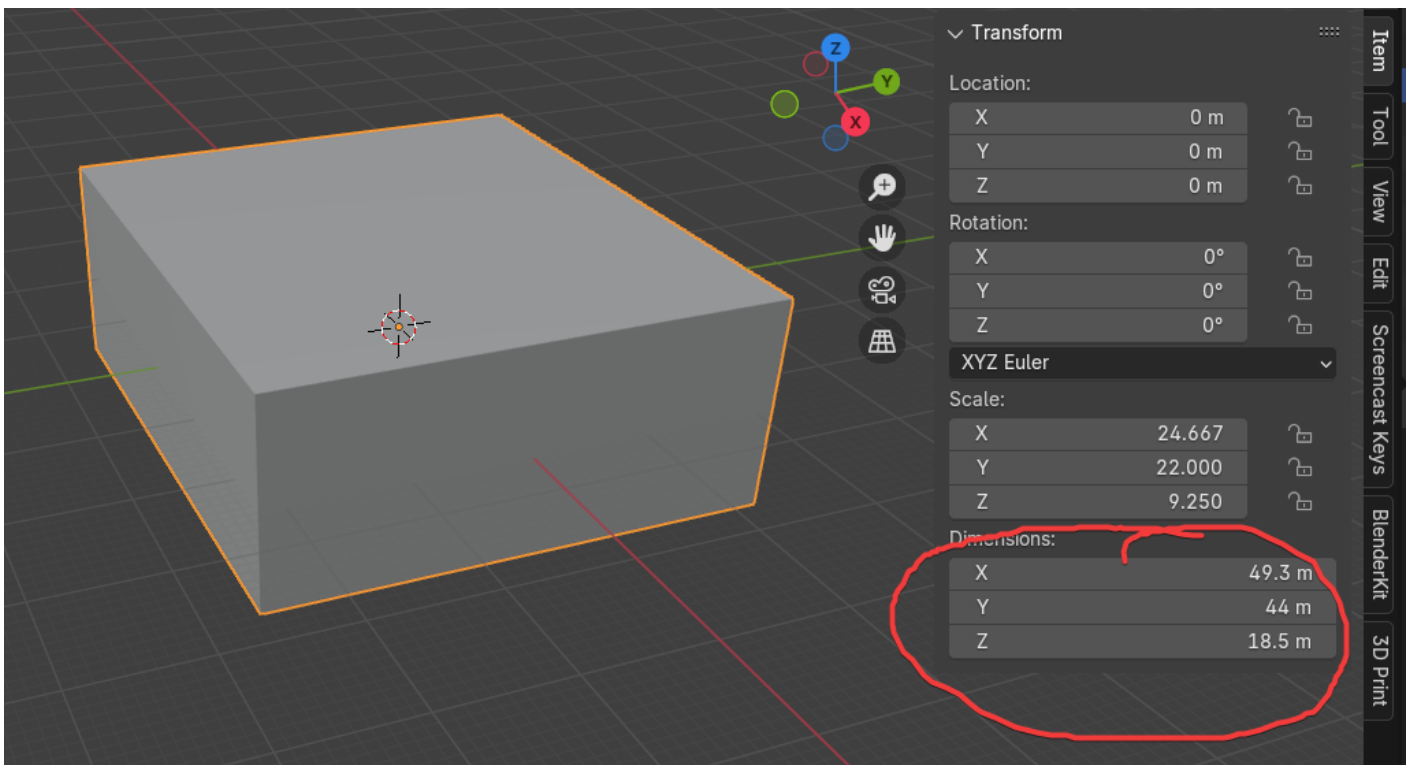 Transform
Location:
X 0 m
Y 0 m
Z 0 m
Rotation:
X 0°
Y 0°
Z 0°
XYZ Euler
Scale:
X 24.667
Y 22.000
Z 9.250
Dimensions:
X 49.3 m
Y 44 m
Z 18.5 m
Z
Y
X
Item
Tool
View
Edit
Screencast Keys
BlenderKit
3D Print